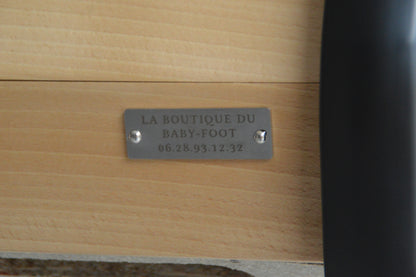 LA BOUTIQUE DU
BABY-FOOT
06.28.93.12.32